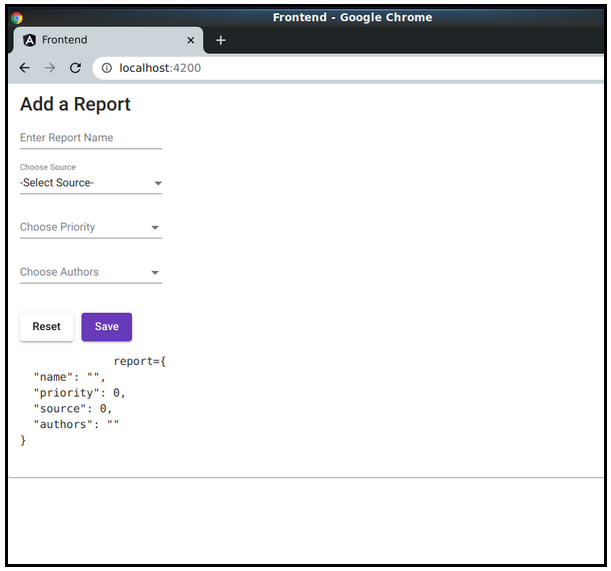 Frontend - Google Chrome
Frontend
localhost:4200
Add a Report
Enter Report Name
Choose Source
-Select Source-
Choose Priority
Choose Authors
Reset Save
report={
"name": "",
"priority": 0,
"source": 0,
"authors": ""
}